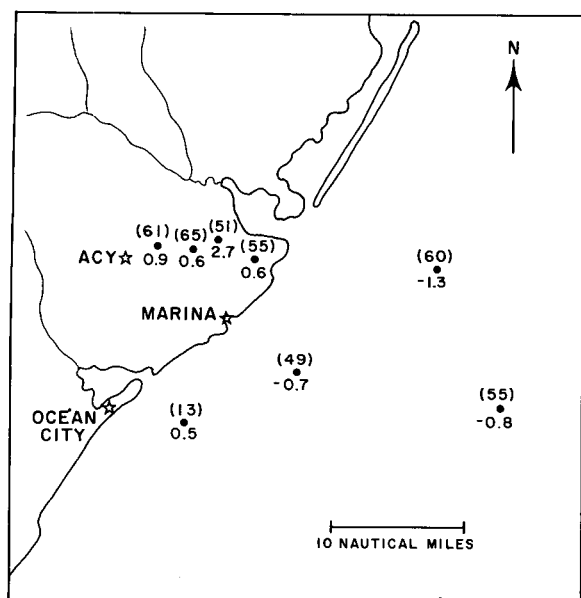 N
(61)
(65)
(51)
(55)
ACY
0.9
0.6
2.7
0.6
(60)
-1.3
MARINA
(49)
-0.7
(55)
-0.8
OCEAN
CITY
(13)
0.5
10 NAUTICAL MILES